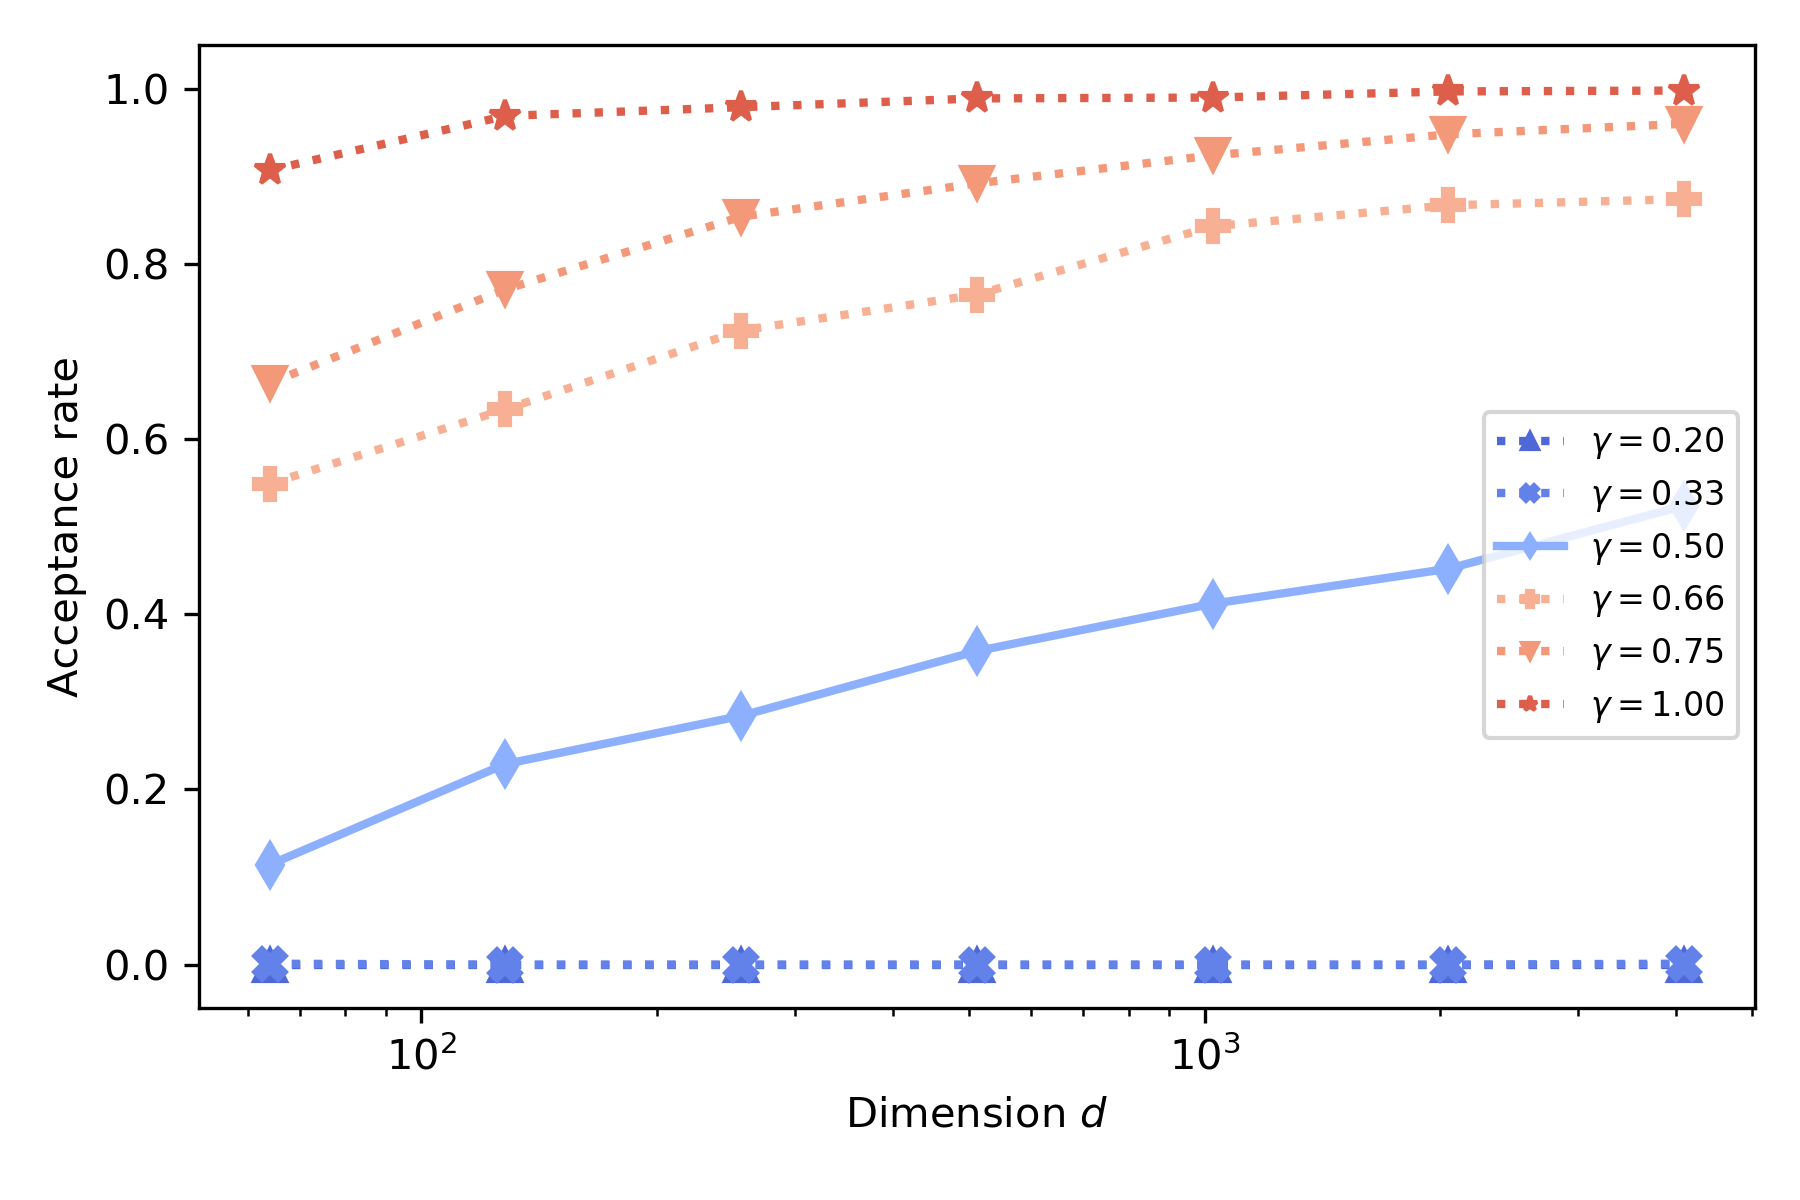 1.0
0.8
0.6
0.4
0.2
0.0
Acceptance rate
γ = 0.20
γ = 0.33
γ = 0.50
γ = 0.66
γ = 0.75
γ = 1.00
10² 10³
Dimension d